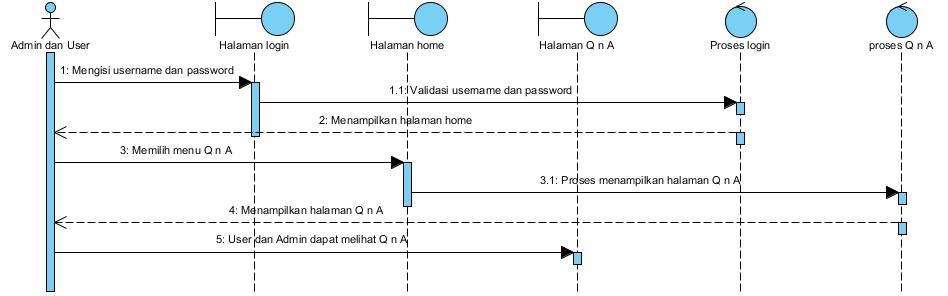 Admin dan User
Halaman login
Halaman home
Halaman Q n A
Proses login
proses Q n A
1: Mengisi username dan password
1.1: Validasi username dan password
2: Menampilkan halaman home
3: Memilih menu Q n A
3.1: Proses menampilkan halaman Q n A
4: Menampilkan halaman Q n A
5: User dan Admin dapat melihat Q n A